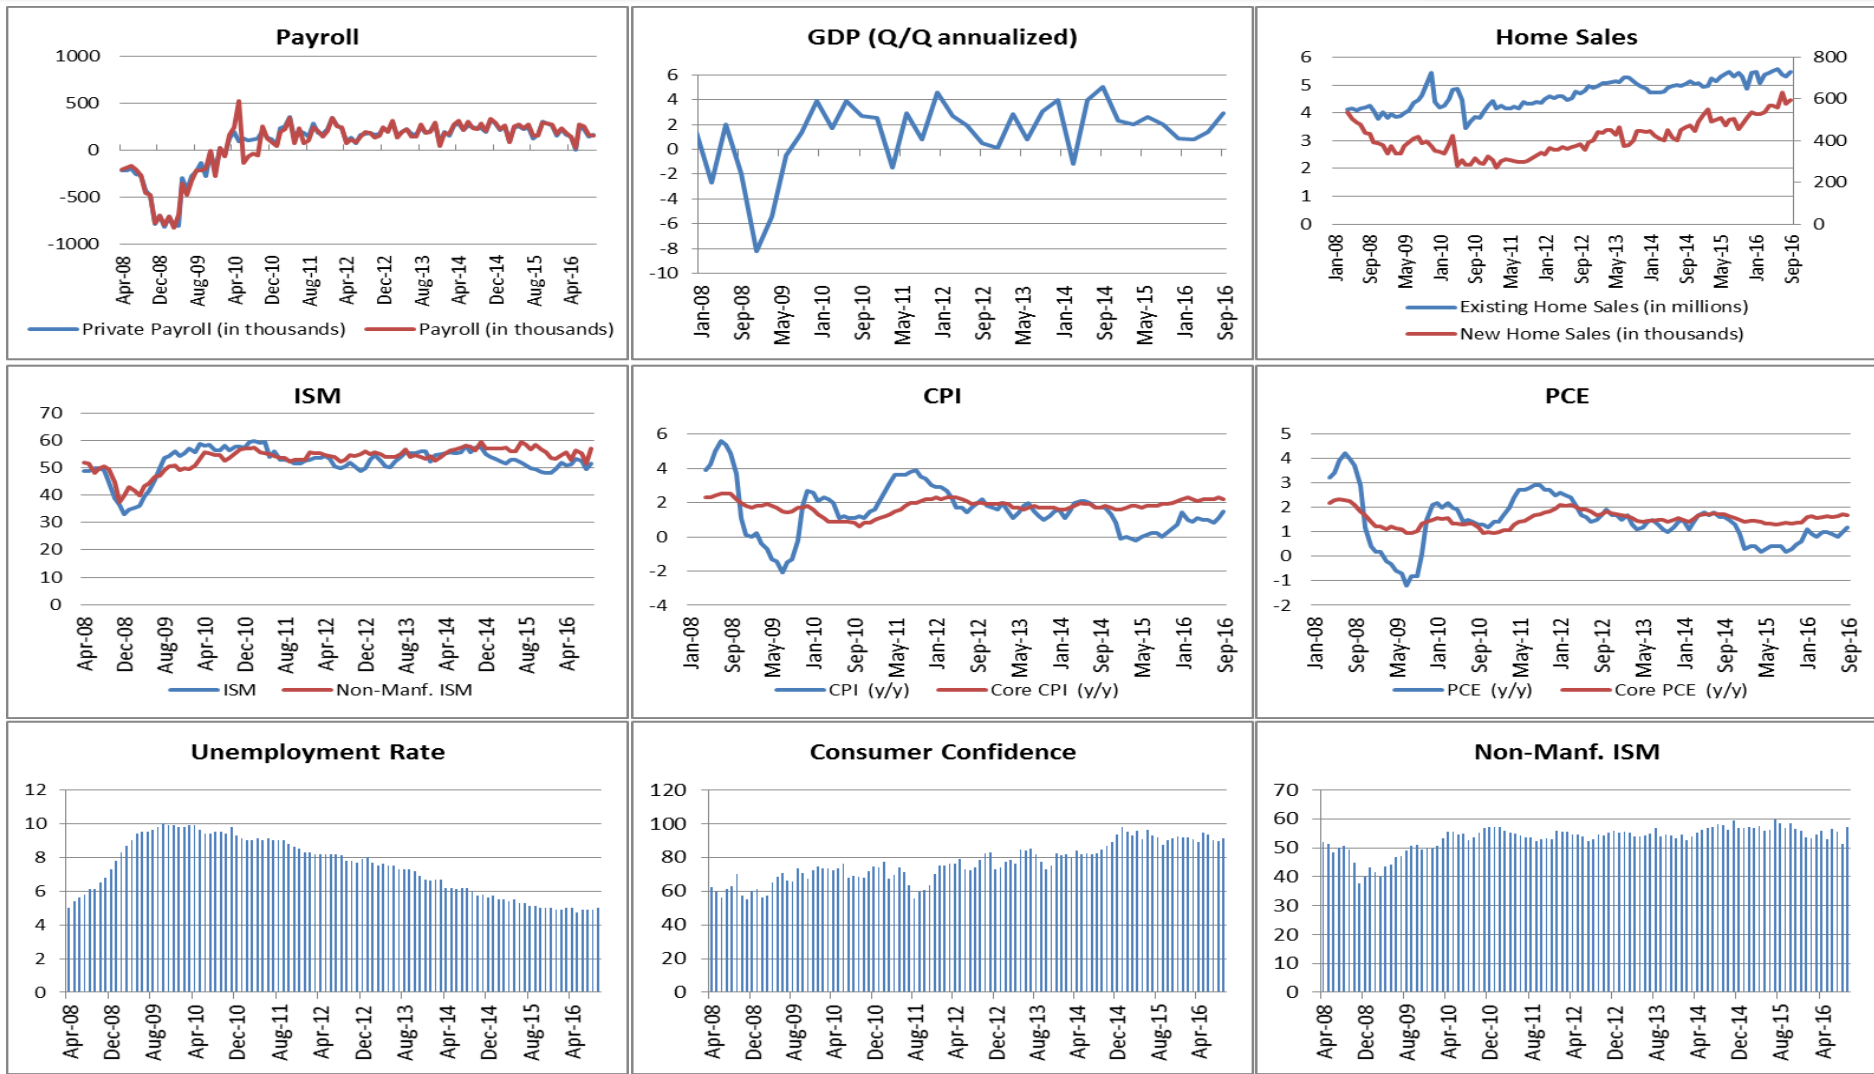 Payroll
1000
500
0
-500
-1000
Apr-08
Dec-08
Aug-09
Apr-10
Dec-10
Aug-11
Apr-12
Dec-12
Aug-13
Apr-14
Dec-14
Aug-15
Apr-16
Private Payroll (in thousands) Payroll (in thousands)
GDP (Q/Q annualized)
6
4
2
0
-2
-4
-6
-8
-10
Jan-08
Sep-08
May-09
Jan-10
Sep-10
May-11
Jan-12
Sep-12
May-13
Jan-14
Sep-14
May-15
Jan-16
Sep-16
Home Sales
6 800
5
4 600
3 400
2
1 200
0 0
Jan-08
Sep-08
May-09
Jan-10
Sep-10
May-11
Jan-12
Sep-12
May-13
Jan-14
Sep-14
May-15
Jan-16
Sep-16
Existing Home Sales (in millions)
New Home Sales (in thousands)
ISM
70
60
50
40
30
20
10
0
Apr-08
Dec-08
Aug-09
Apr-10
Dec-10
Aug-11
Apr-12
Dec-12
Aug-13
Apr-14
Dec-14
Aug-15
Apr-16
ISM Non-Manf. ISM
CPI
6
4
2
0
-2
-4
Jan-08
Sep-08
May-09
Jan-10
Sep-10
May-11
Jan-12
Sep-12
May-13
Jan-14
Sep-14
May-15
Jan-16
Sep-16
CPI (y/y) Core CPI (y/y)
PCE
5
4
3
2
1
0
-1
-2
Jan-08
Sep-08
May-09
Jan-10
Sep-10
May-11
Jan-12
Sep-12
May-13
Jan-14
Sep-14
May-15
Jan-16
Sep-16
PCE (y/y) Core PCE (y/y)
Unemployment Rate
12
10
8
6
4
2
0
Apr-08
Dec-08
Aug-09
Apr-10
Dec-10
Aug-11
Apr-12
Dec-12
Aug-13
Apr-14
Dec-14
Aug-15
Apr-16
Consumer Confidence
120
100
80
60
40
20
0
Apr-08
Dec-08
Aug-09
Apr-10
Dec-10
Aug-11
Apr-12
Dec-12
Aug-13
Apr-14
Dec-14
Aug-15
Apr-16
Non-Manf. ISM
70
60
50
40
30
20
10
0
Apr-08
Dec-08
Aug-09
Apr-10
Dec-10
Aug-11
Apr-12
Dec-12
Aug-13
Apr-14
Dec-14
Aug-15
Apr-16